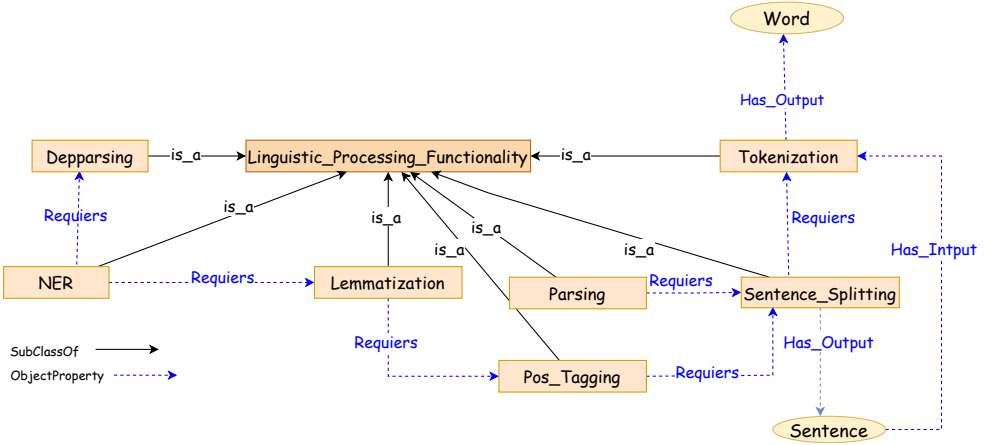 Word
Has_Output
Depparsing
is_a
Linguistic_Processing_Functionality
is_a
Tokenization
Requiers
is_a
is_a
is_a
is_a
is_a
Requiers
Has_Intput
NER
Requiers
Lemmatization
Parsing
Requiers
Sentence_Splitting
SubClassOf
Requiers
Has_Output
ObjectProperty
Pos_Tagging
Requiers
Sentence